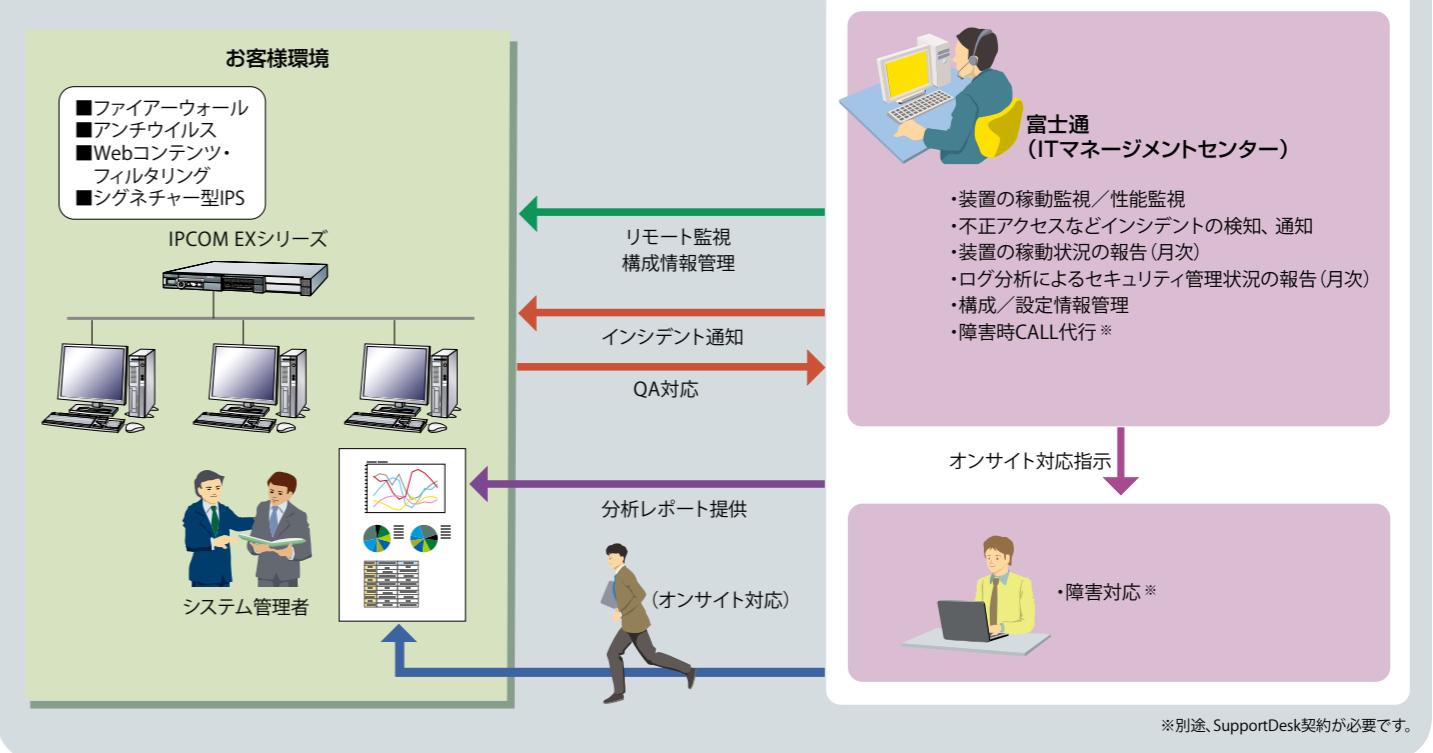 お客様環境
■ファイアーウォール
■アンチウイルス
■Webコンテンツ・
フィルタリング
■シグネチャー型IPS
IPCOM EXシリーズ
システム管理者
リモート監視
構成情報管理
インシデント通知
QA対応
分析レポート提供
（オンサイト対応）
富士通
（ITマネージメントセンター）
・装置の稼動監視／性能監視
・不正アクセスなどインシデントの検知、通知
・装置の稼動状況の報告（月次）
・ログ分析によるセキュリティ管理状況の報告（月次）
・構成／設定情報管理
・障害時CALL代行※
オンサイト対応指示
・障害対応※
※別途、SupportDesk契約が必要です。